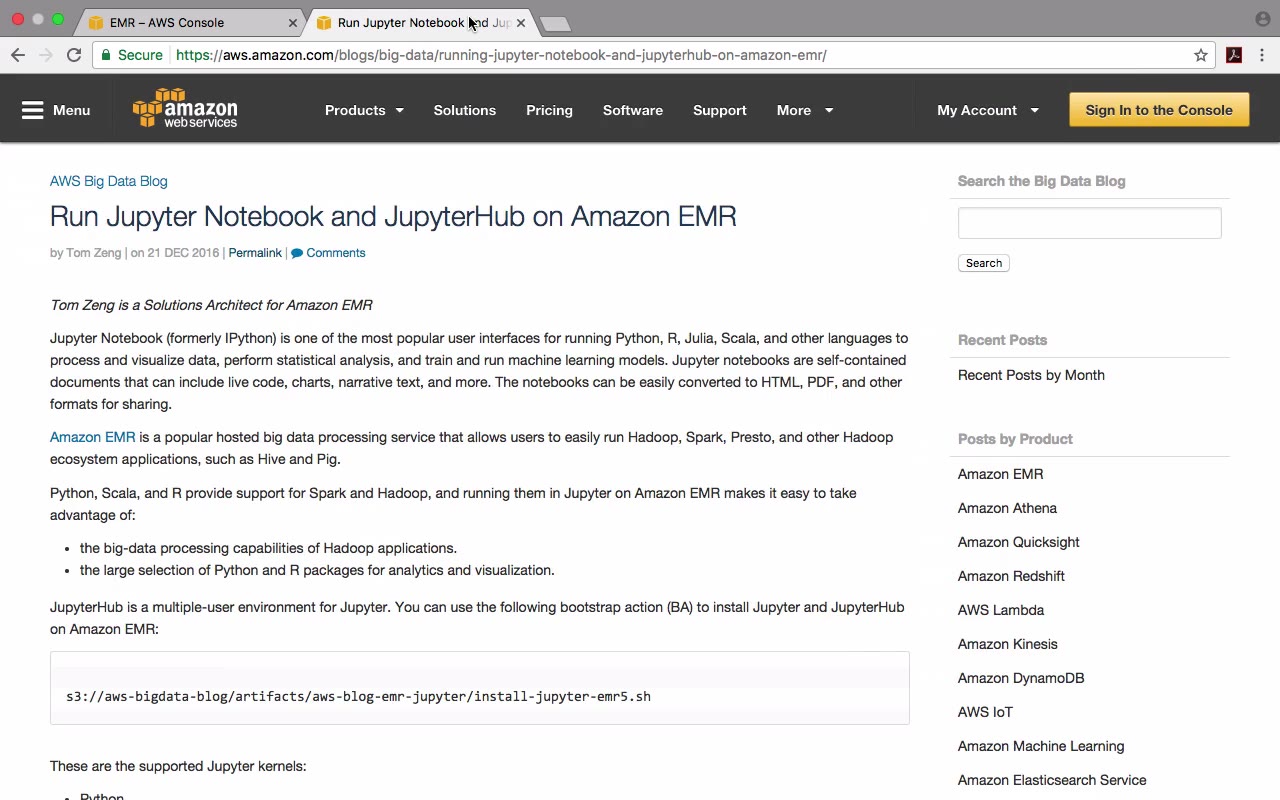 EMR – AWS Console
Run Jupyter Notebook and Jup
Secure
https://aws.amazon.com/blogs/big-data/running-jupyter-notebook-and-jupyterhub-on-amazon-emr/
Menu
amazon
web services
Products
Solutions
Pricing
Software
Support
More
My Account
Sign In to the Console
AWS Big Data Blog
Run Jupyter Notebook and JupyterHub on Amazon EMR
by Tom Zeng | on 21 DEC 2016 | Permalink | Comments
Tom Zeng is a Solutions Architect for Amazon EMR
Jupyter Notebook (formerly IPython) is one of the most popular user interfaces for running Python, R, Julia, Scala, and other languages to
process and visualize data, perform statistical analysis, and train and run machine learning models. Jupyter notebooks are self-contained
documents that can include live code, charts, narrative text, and more. The notebooks can be easily converted to HTML, PDF, and other
formats for sharing.
Amazon EMR is a popular hosted big data processing service that allows users to easily run Hadoop, Spark, Presto, and other Hadoop
ecosystem applications, such as Hive and Pig.
Python, Scala, and R provide support for Spark and Hadoop, and running them in Jupyter on Amazon EMR makes it easy to take
advantage of:
• the big-data processing capabilities of Hadoop applications.
• the large selection of Python and R packages for analytics and visualization.
JupyterHub is a multiple-user environment for Jupyter. You can use the following bootstrap action (BA) to install Jupyter and JupyterHub
on Amazon EMR:
s3://aws-bigdata-blog/artifacts/aws-blog-emr-jupyter/install-jupyter-emr5.sh
These are the supported Jupyter kernels:
• Python
Search the Big Data Blog
Search
Recent Posts
Recent Posts by Month
Posts by Product
Amazon EMR
Amazon Athena
Amazon Quicksight
Amazon Redshift
AWS Lambda
Amazon Kinesis
Amazon DynamoDB
AWS IoT
Amazon Machine Learning
Amazon Elasticsearch Service